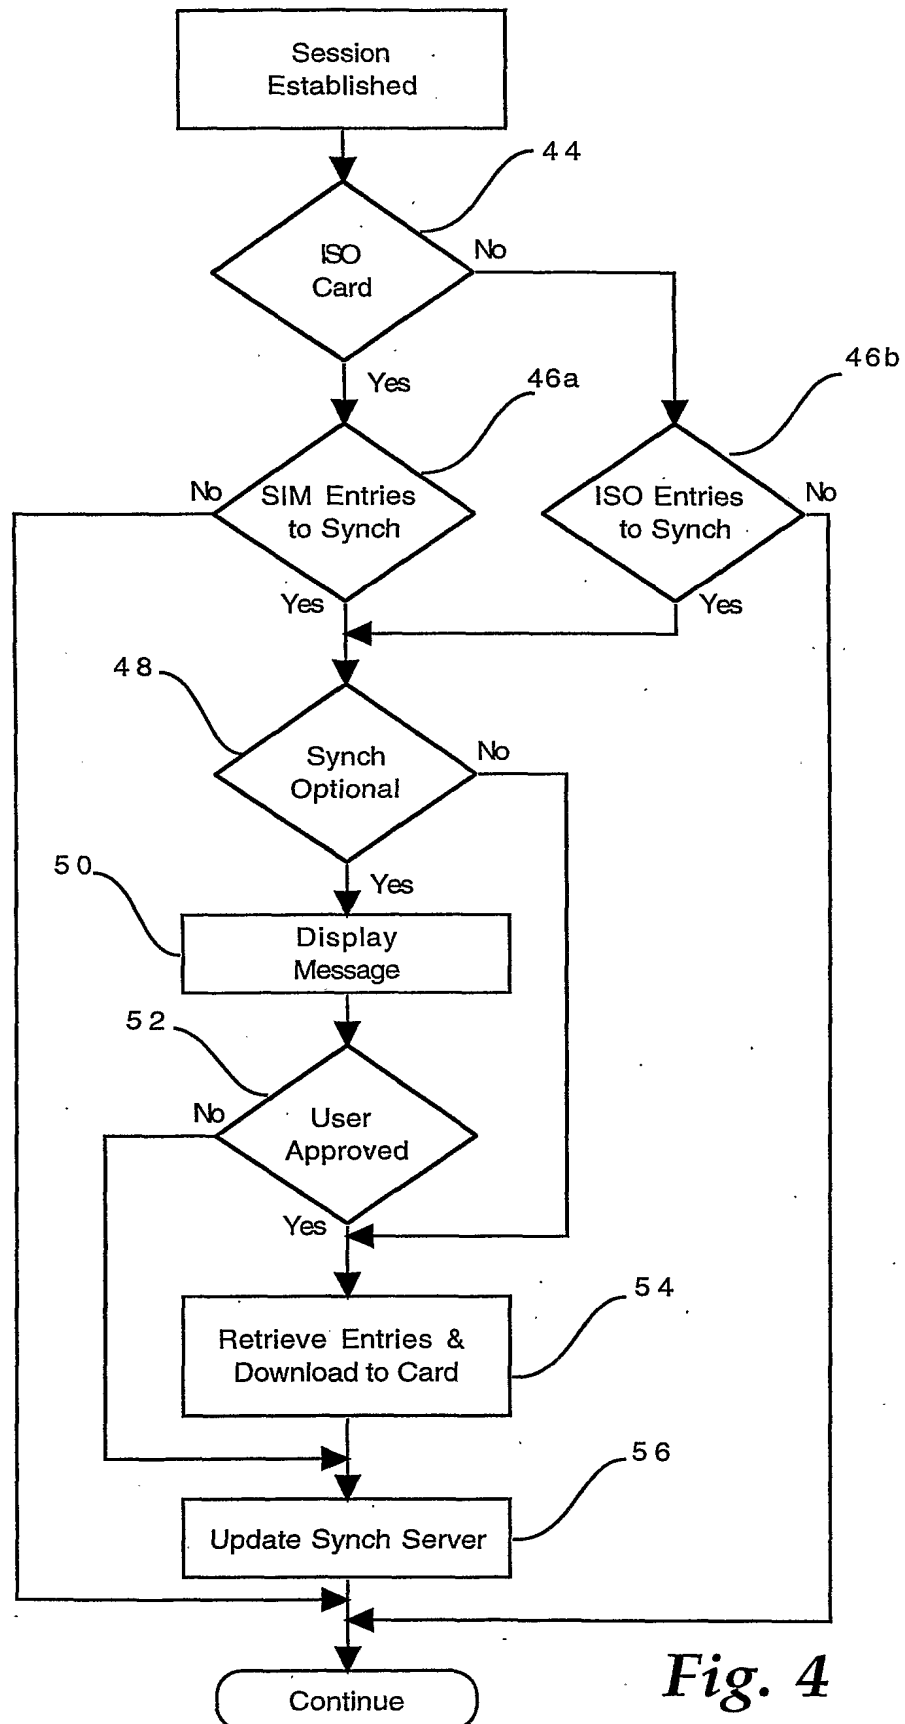 Session
Established
44
ISO
Card
No
Yes
46a
46b
No
SIM Entries
to Synch
ISO Entries
to Synch
No
Yes
Yes
48
Synch
Optional
No
50
Yes
Display
Message
52
No
User
Approved
Yes
54
Retrieve Entries &
Download to Card
56
Update Synch Server
Fig. 4
Continue